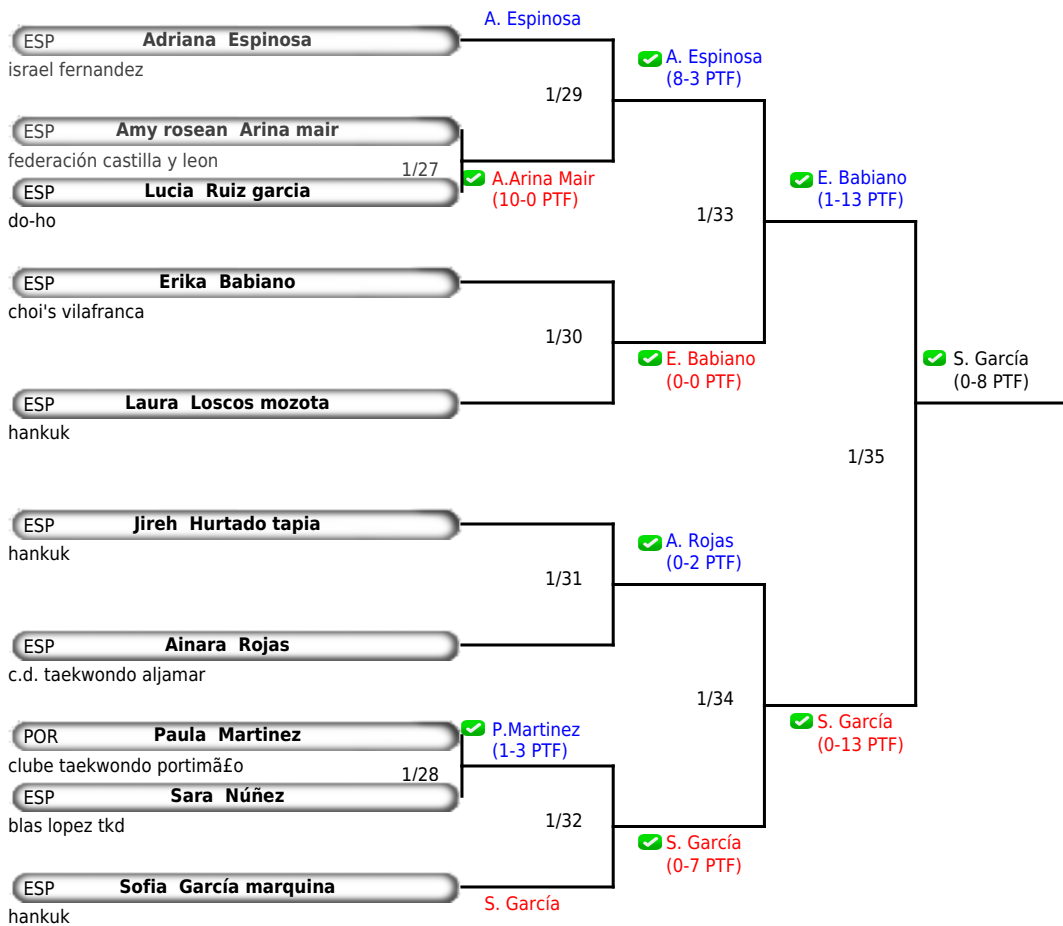 A. Espinosa
ESP Adriana Espinosa
israel fernandez
A. Espinosa
(8-3 PTF)
1/29
ESP Amy rosean Arina mair
federación castilla y leon
1/27
ESP Lucia Ruiz garcia
do-ho
A.Arina Mair
(10-0 PTF)
E. Babiano
(1-13 PTF)
1/33
ESP Erika Babiano
choi's vilafranca
1/30
E. Babiano
(0-0 PTF)
S. García
(0-8 PTF)
ESP Laura Loscos mozota
hankuk
1/35
ESP Jireh Hurtado tapia
hankuk
A. Rojas
(0-2 PTF)
1/31
ESP Ainara Rojas
c.d. taekwondo aljamar
1/34
POR Paula Martinez
clube taekwondo portimã£o
P.Martinez
(1-3 PTF)
S. García
(0-13 PTF)
1/28
ESP Sara Núñez
blas lopez tkd
1/32
S. García
(0-7 PTF)
ESP Sofia García marquina
hankuk
S. García